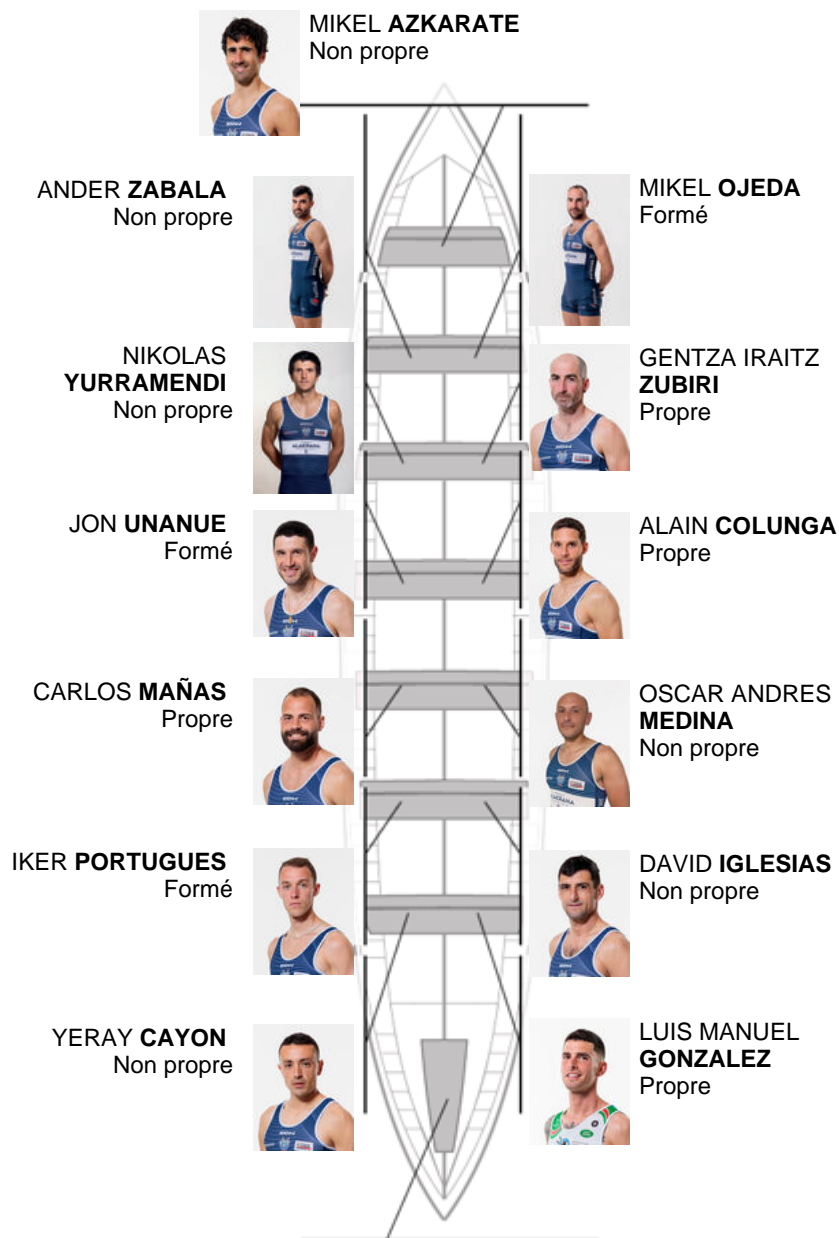 MIKEL AZKARATE
Non propre
ANDER ZABALA
Non propre
MIKEL OJEDA
Formé
NIKOLAS
YURRAMENDI
Non propre
GENTZA IRAITZ
ZUBIRI
Propre
JON UNANUE
Formé
ALAIN COLUNGA
Propre
CARLOS MAÑAS
Propre
OSCAR ANDRES
MEDINA
Non propre
IKER PORTUGUES
Formé
DAVID IGLESIAS
Non propre
YERAY CAYON
Non propre
LUIS MANUEL
GONZALEZ
Propre